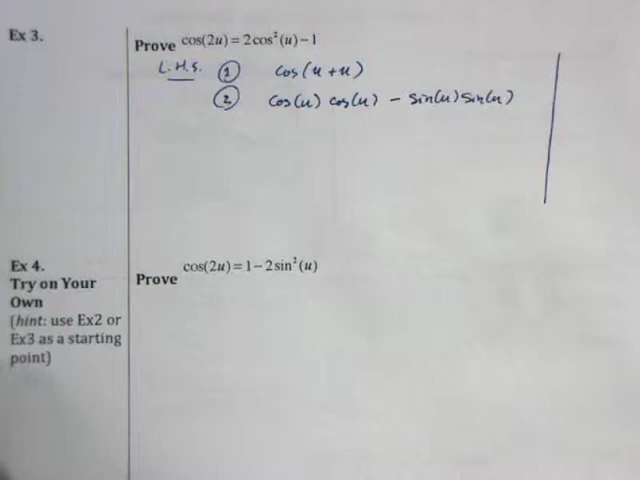 Ex 3.
Prove cos(2u)=2cos²(u)−1
L.H.S. ① cos(u+u)
② cos(u) cos(u) − sin(u) sin(u)
Ex 4.
Try on Your
Own
(hint: use Ex2 or
Ex3 as a starting
point)
Prove cos(2u)=1−2sin²(u)